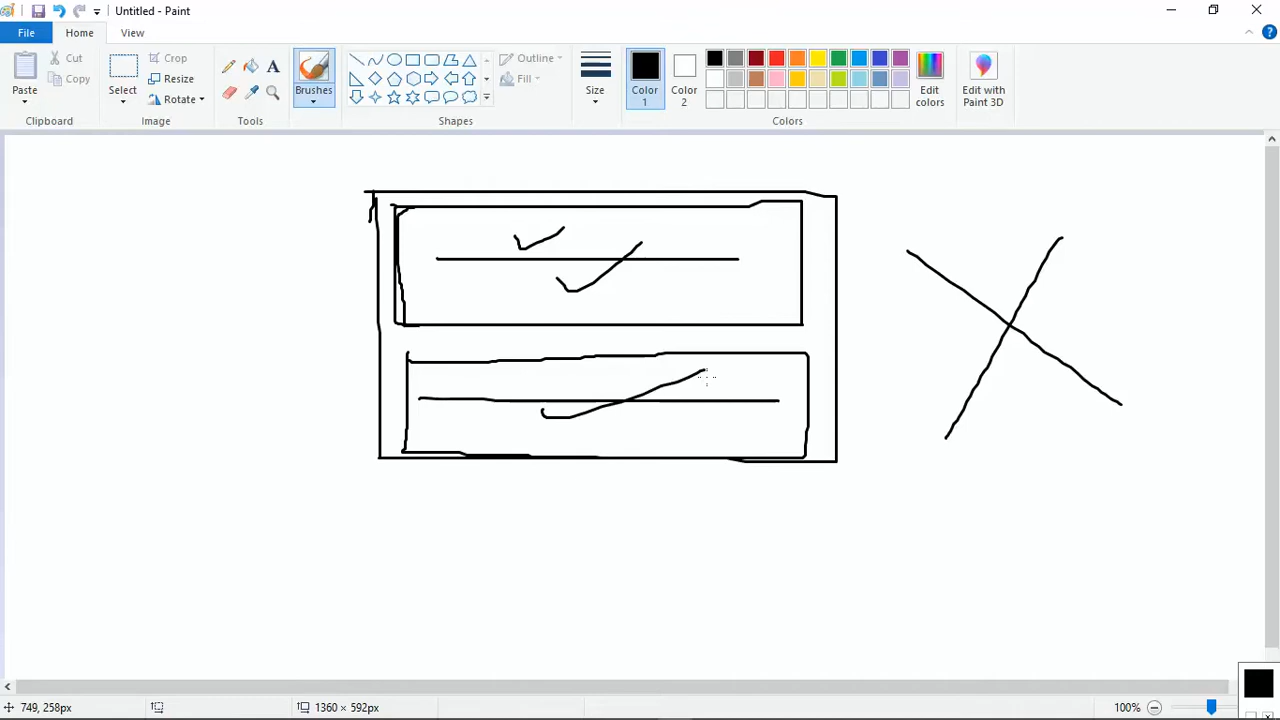 Untitled - Paint
File
Home
View
Paste
Cut
Copy
Select
Crop
Resize
Rotate
A
Brushes
Outline
Fill
Size
Color
1
Color
2
Edit
colors
Edit with
Paint 3D
Clipboard
Image
Tools
Shapes
Colors
749, 258px
1360 × 592px
100%